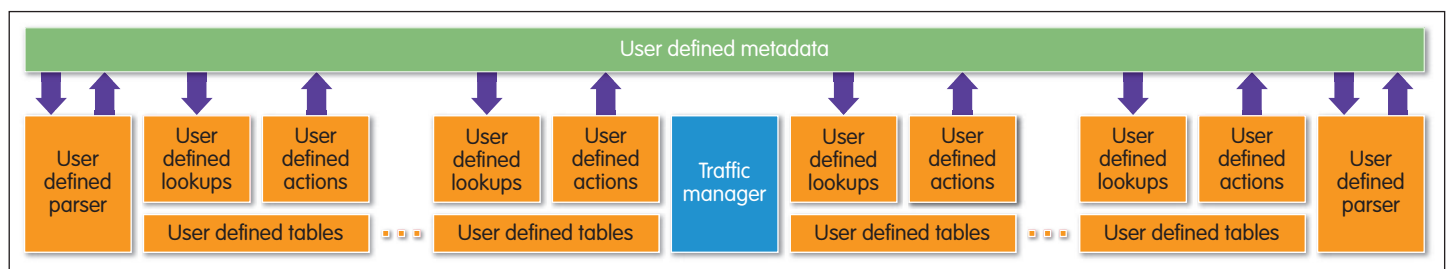 User defined metadata
User
defined
parser
User
defined
lookups
User
defined
actions
User defined tables
User
defined
lookups
User
defined
actions
User defined tables
Traffic
manager
User
defined
lookups
User
defined
actions
User defined tables
User
defined
lookups
User
defined
actions
User defined tables
User
defined
parser